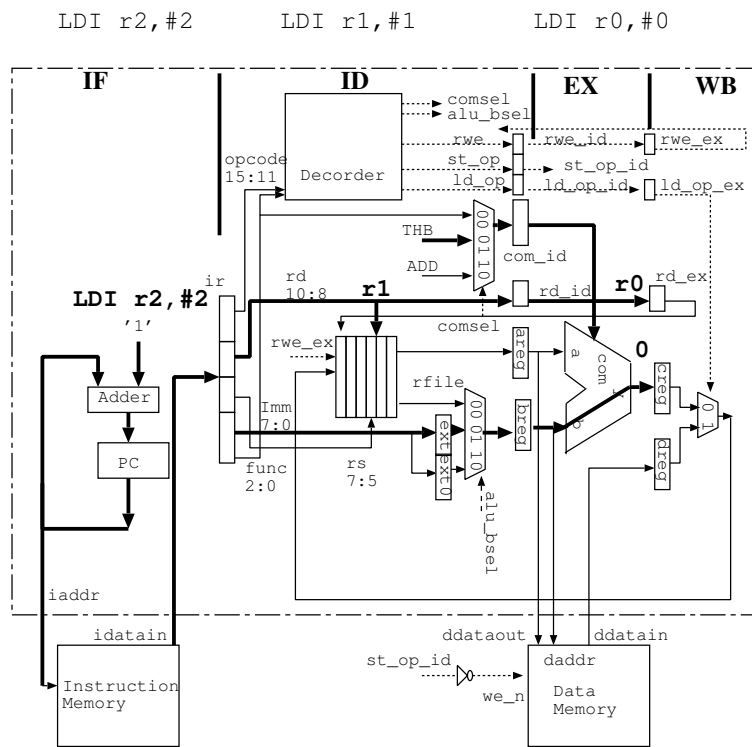 LDI r2,#2 LDI r1,#1 LDI r0,#0
IF ID EX WB
comsel
alu_bsel
rwe rwe_id rwe_ex
opcode
15:11
Decorder
st_op st_op_id
ld_op ld_op_id ld_op_ex
THB
00 01 10
com_id
ADD
ir
rd
10:8
LDI r2,#2
r1
rd_id
r0
rd_ex
'1'
comsel
rwe_ex
areg
a
com
y
0
creg
Adder
rfile
Imm
7:0
00 01 10
breg
b
0 1
ext
ext0
PC
func
2:0
rs
7:5
alu_bsel
dreg
iaddr
idatain
ddataout
ddatain
st_op_id
we_n
daddr
Instruction
Memory
Data
Memory